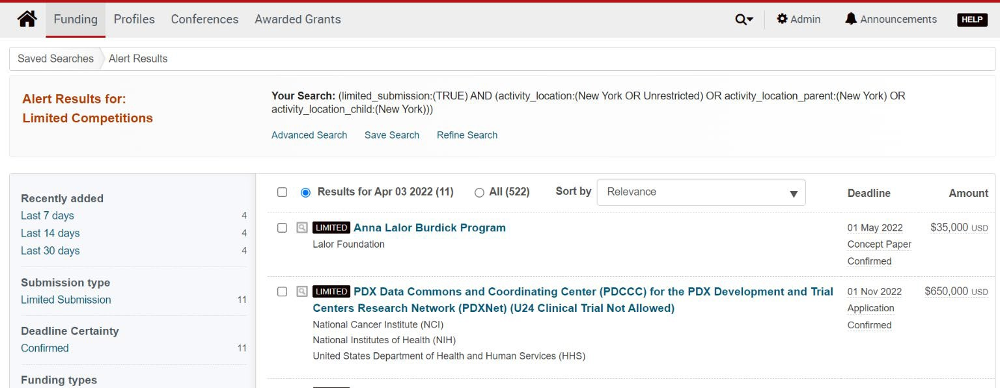 Funding Profiles Conferences Awarded Grants Admin Announcements HELP
Saved Searches Alert Results
Alert Results for:
Limited Competitions
Your Search: (limited_submission:(TRUE) AND (activity_location:(New York OR Unrestricted) OR activity_location_parent:(New York) OR
activity_location_child:(New York)))
Advanced Search Save Search Refine Search
Recently added
Last 7 days 4
Last 14 days 4
Last 30 days 4
Submission type
Limited Submission 11
Deadline Certainty
Confirmed 11
Funding types
Results for Apr 03 2022 (11) All (522) Sort by Relevance Deadline Amount
LIMITED Anna Lalor Burdick Program 01 May 2022 $35,000 USD
Lalor Foundation Concept Paper
Confirmed
LIMITED PDX Data Commons and Coordinating Center (PDCCC) for the PDX Development and Trial 01 Nov 2022 $650,000 USD
Centers Research Network (PDXNet) (U24 Clinical Trial Not Allowed) Application
National Cancer Institute (NCI) Confirmed
National Institutes of Health (NIH)
United States Department of Health and Human Services (HHS)